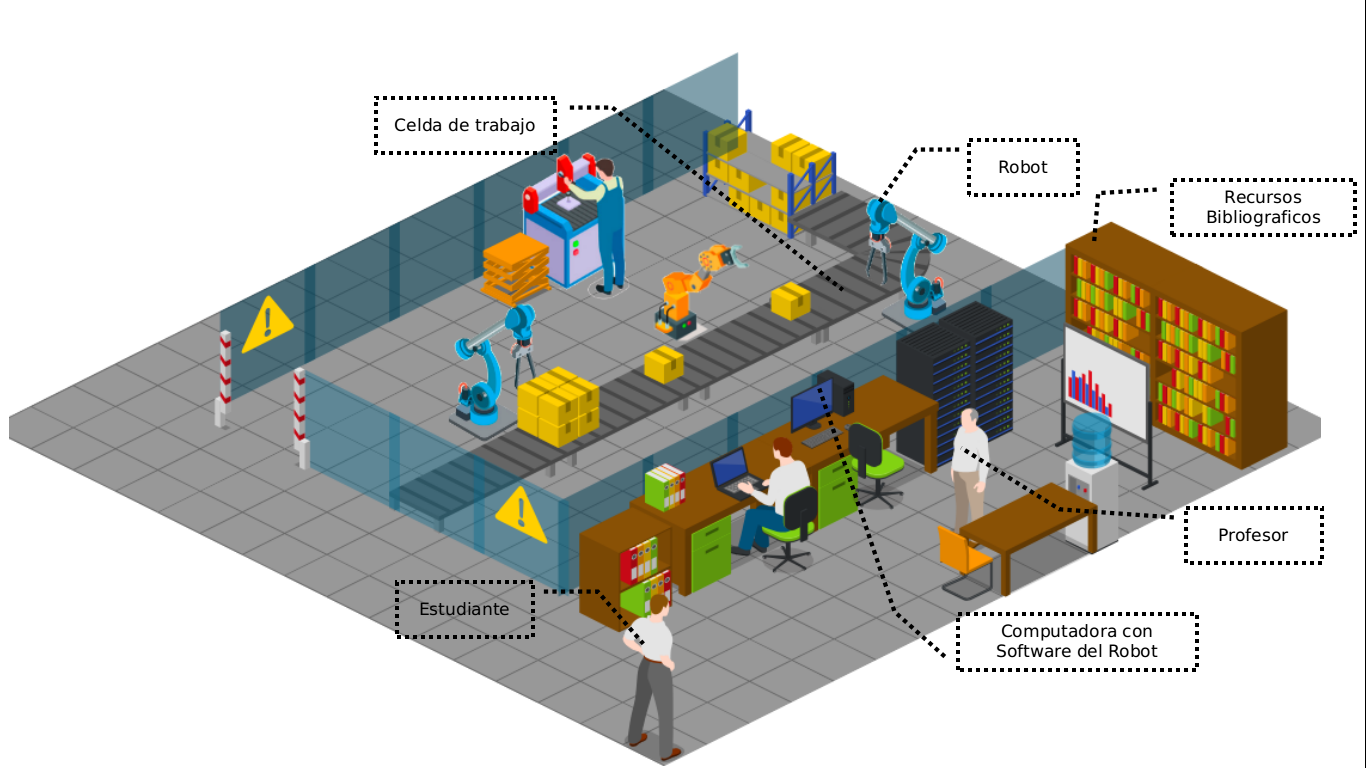 Celda de trabajo
Robot
Recursos
Bibliograficos
Profesor
Estudiante
Computadora con
Software del Robot